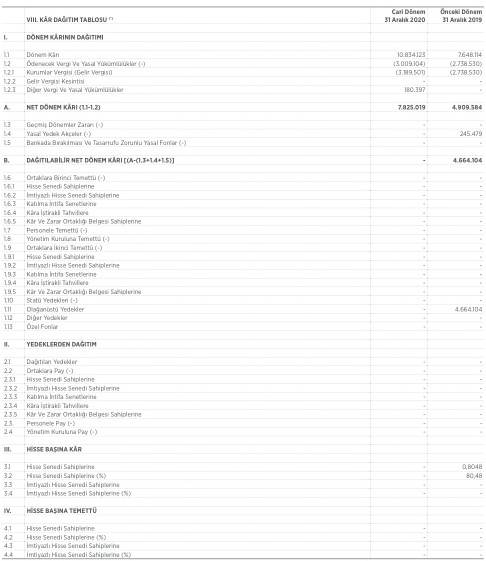 Cari Dönem Önceki Dönem
VIII. KÂR DAĞITIM TABLOSU (*) 31 Aralık 2020 31 Aralık 2019
I. DÖNEM KÂRININ DAĞITIMI
1.1 Dönem Kârı 10.834.123 7.648.114
1.2 Ödenecek Vergi Ve Yasal Yükümlülükler (-) (3.009.104) (2.738.530)
1.2.1 Kurumlar Vergisi (Gelir Vergisi) (3.189.501) (2.738.530)
1.2.2 Gelir Vergisi Kesintisi - -
1.2.3 Diğer Vergi Ve Yasal Yükümlülükler 180.397 -
A. NET DÖNEM KÂRI (1.1-1.2) 7.825.019 4.909.584
1.3 Geçmiş Dönemler Zararı (-) - -
1.4 Yasal Yedek Akçeler (-) - 245.479
1.5 Bankada Bırakılması Ve Tasarrufu Zorunlu Yasal Fonlar (-) - -
B. DAĞITILABİLİR NET DÖNEM KÂRI [(A-(1.3+1.4+1.5)] - 4.664.104
1.6 Ortaklara Birinci Temettü (-) - -
1.6.1 Hisse Senedi Sahiplerine - -
1.6.2 İmtiyazlı Hisse Senedi Sahiplerine - -
1.6.3 Katılma İntifa Senetlerine - -
1.6.4 Kâra İştirakli Tahvillere - -
1.6.5 Kâr Ve Zarar Ortaklığı Belgesi Sahiplerine - -
1.7 Personele Temettü (-) - -
1.8 Yönetim Kuruluna Temettü (-) - -
1.9 Ortaklara İkinci Temettü (-) - -
1.9.1 Hisse Senedi Sahiplerine - -
1.9.2 İmtiyazlı Hisse Senedi Sahiplerine - -
1.9.3 Katılma İntifa Senetlerine - -
1.9.4 Kâra İştirakli Tahvillere - -
1.9.5 Kâr Ve Zarar Ortaklığı Belgesi Sahiplerine - -
1.10 Statü Yedekleri (-) - -
1.11 Olağanüstü Yedekler - 4.664.104
1.12 Diğer Yedekler - -
1.13 Özel Fonlar - -
II. YEDEKLERDEN DAĞITIM
2.1 Dağıtılan Yedekler - -
2.2 Ortaklara Pay (-) - -
2.3.1 Hisse Senedi Sahiplerine - -
2.3.2 İmtiyazlı Hisse Senedi Sahiplerine - -
2.3.3 Katılma İntifa Senetlerine - -
2.3.4 Kâra İştirakli Tahvillere - -
2.3.5 Kâr Ve Zarar Ortaklığı Belgesi Sahiplerine - -
2.3. Personele Pay (-) - -
2.4 Yönetim Kuruluna Pay (-) - -
III. HİSSE BAŞINA KÂR
3.1 Hisse Senedi Sahiplerine - 0,8048
3.2 Hisse Senedi Sahiplerine (%) - 80,48
3.3 İmtiyazlı Hisse Senedi Sahiplerine - -
3.4 İmtiyazlı Hisse Senedi Sahiplerine (%) - -
IV. HİSSE BAŞINA TEMETTÜ
4.1 Hisse Senedi Sahiplerine - -
4.2 Hisse Senedi Sahiplerine (%) - -
4.3 İmtiyazlı Hisse Senedi Sahiplerine - -
4.4 İmtiyazlı Hisse Senedi Sahiplerine (%) - -